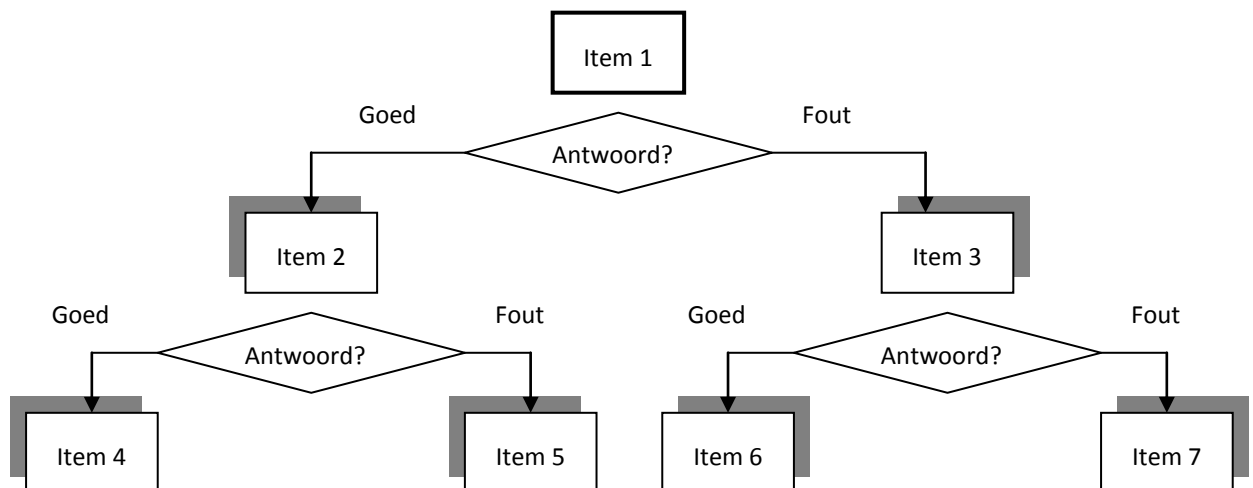 Item 1
Goed
Fout
Antwoord?
Item 2
Item 3
Goed
Fout
Goed
Fout
Antwoord?
Antwoord?
Item 4
Item 5
Item 6
Item 7